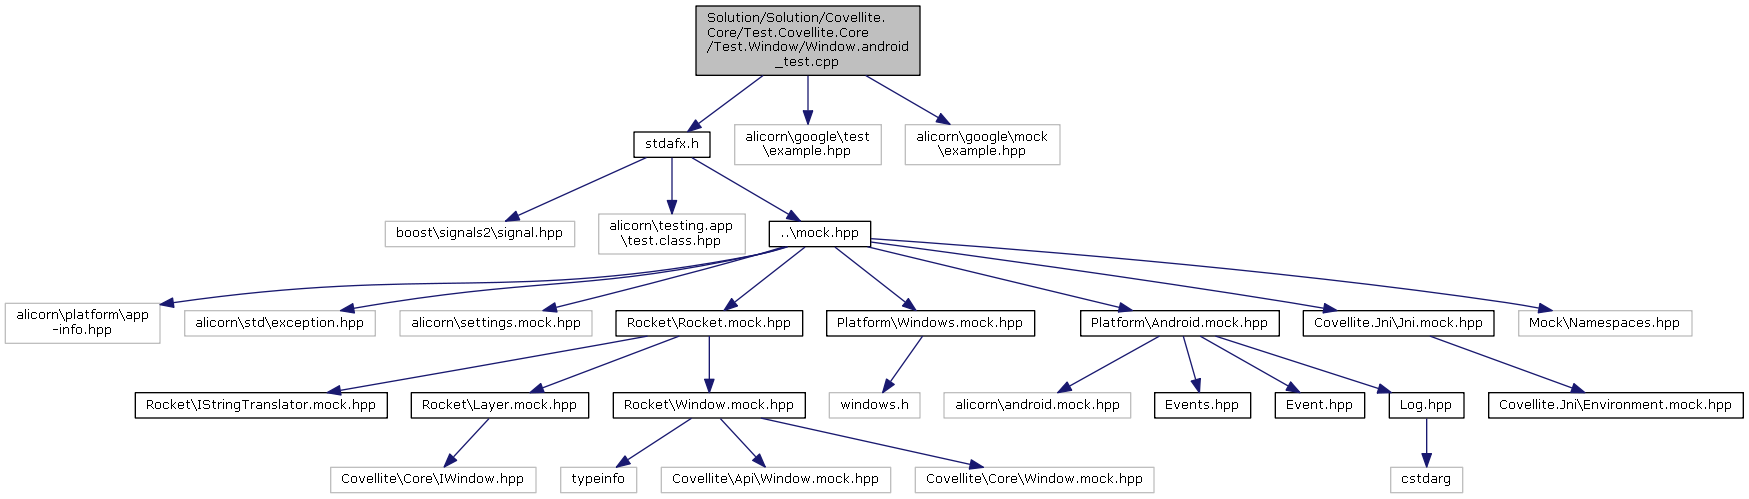 Solution/Solution/Covellite.
Core/Test.Covellite.Core
/Test.Window/Window.android
_test.cpp
stdafx.h
alicorn\google\test
\example.hpp
alicorn\google\mock
\example.hpp
boost\signals2\signal.hpp
alicorn\testing.app
\test.class.hpp
..\mock.hpp
alicorn\platform\app
-info.hpp
alicorn\std\exception.hpp
alicorn\settings.mock.hpp
Rocket\Rocket.mock.hpp
Platform\Windows.mock.hpp
Platform\Android.mock.hpp
Covellite.Jni\Jni.mock.hpp
Mock\Namespaces.hpp
Rocket\IStringTranslator.mock.hpp
Rocket\Layer.mock.hpp
Rocket\Window.mock.hpp
windows.h
alicorn\android.mock.hpp
Events.hpp
Event.hpp
Log.hpp
Covellite.Jni\Environment.mock.hpp
Covellite\Core\IWindow.hpp
typeinfo
Covellite\Api\Window.mock.hpp
Covellite\Core\Window.mock.hpp
cstdarg